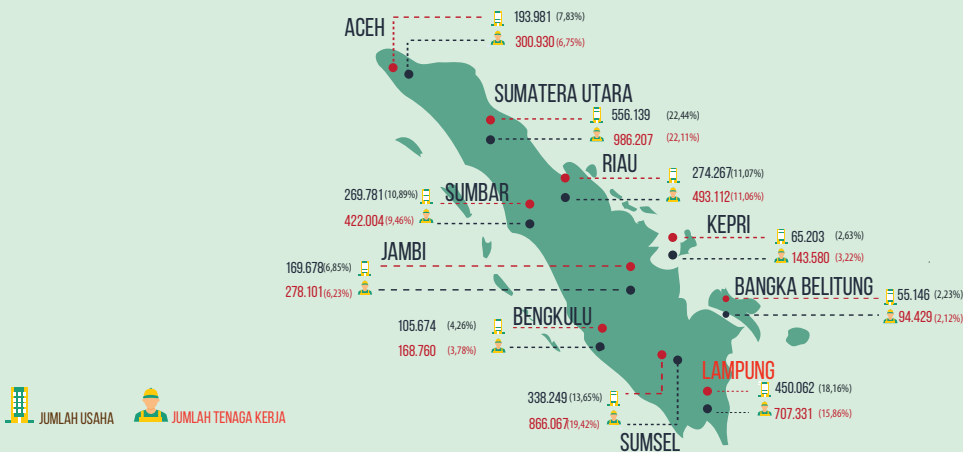 ACEH
193.981 (7,83%)
300.930 (6,75%)
SUMATERA UTARA
556.139 (22,44%)
986.207 (22,11%)
RIAU
274.267(11,07%)
493.112(11,06%)
SUMBAR
269.781(10,89%)
422.004(9,46%)
KEPRI
65.203 (2,63%)
143.580 (3,22%)
JAMBI
169.678(6,85%)
278.101(6,23%)
BANGKA BELITUNG
55.146 (2,23%)
94.429 (2,12%)
BENGKULU
105.674 (4,26%)
168.760 (3,78%)
LAMPUNG
450.062 (18,16%)
707.331 (15,86%)
338.249(13,65%)
866.067(19,42%)
SUMSEL
JUMLAH USAHA
JUMLAH TENAGA KERJA